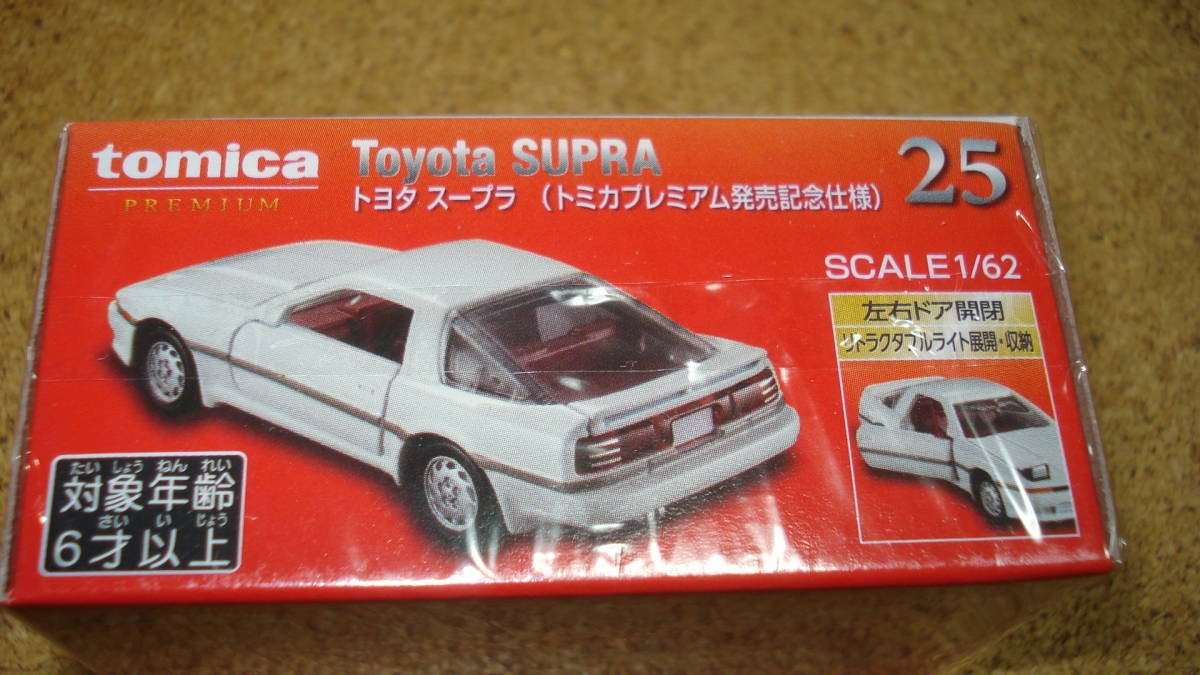 tomica
PREMIUM
Toyota SUPRA
トヨタ スープラ （トミカプレミアム発売記念仕様）
25
SCALE1/62
左右ドア開閉
リトラクタブルライト展開・収納
たい しょう ねん れい
対象年齢
さい い じょう
6才以上